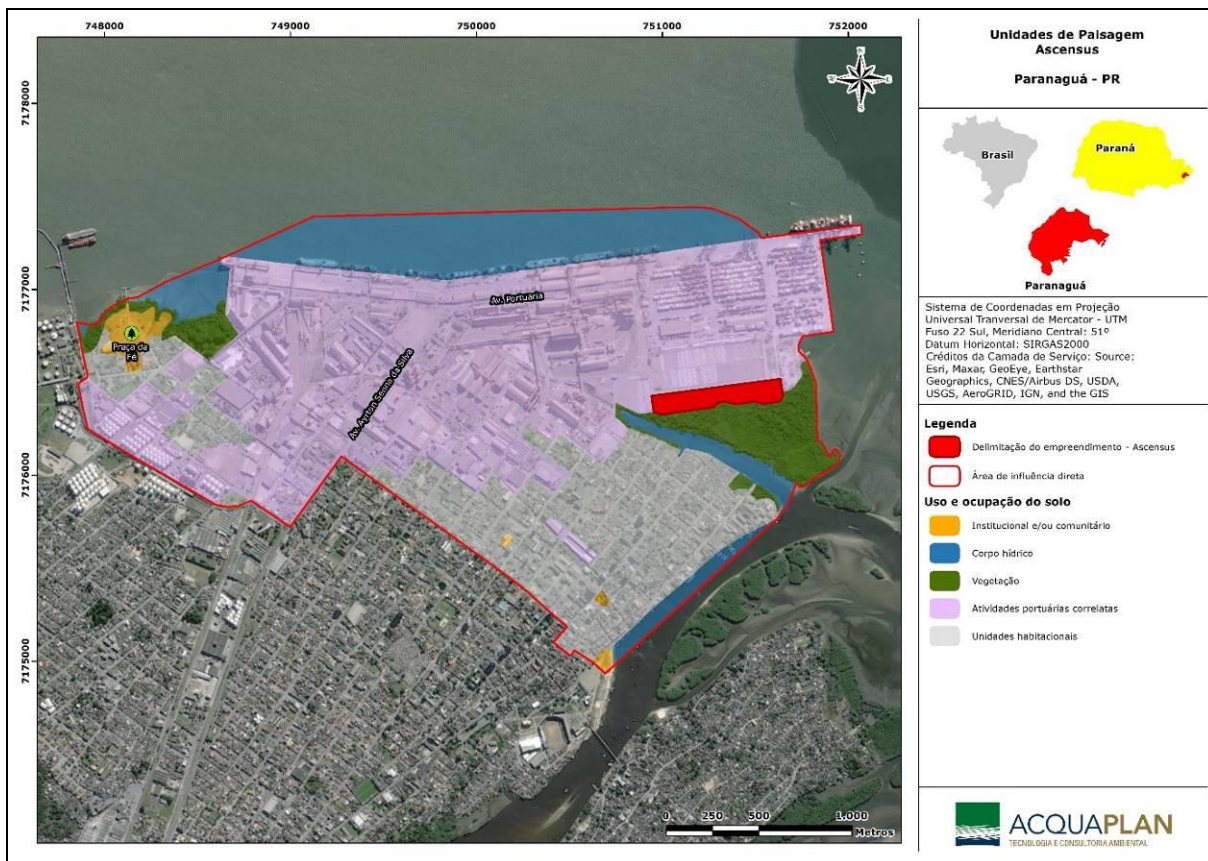 748000
749000
750000
751000
752000
7178000
7177000
7176000
7175000
N
W
E
S
Av. Portuária
Praça da
Fé
Av. Ayrton Senna da Silva
0 250 500 1.000
Metros
Unidades de Paisagem
Ascensus
Paranaguá - PR
Brasil
Paraná
Paranaguá
Sistema de Coordenadas em Projeção
Universal Tranversal de Mercator - UTM
Fuso 22 Sul, Meridiano Central: 51º
Datum Horizontal: SIRGAS2000
Créditos da Camada de Serviço: Source:
Esri, Maxar, GeoEye, Earthstar
Geographics, CNES/Airbus DS, USDA,
USGS, AeroGRID, IGN, and the GIS
Legenda
Delimitação do empreendimento - Ascensus
Área de influência direta
Uso e ocupação do solo
Institucional e/ou comunitário
Corpo hídrico
Vegetação
Atividades portuárias correlatas
Unidades habitacionais
ACQUAPLAN
TECNOLOGIA E CONSULTORIA AMBIENTAL